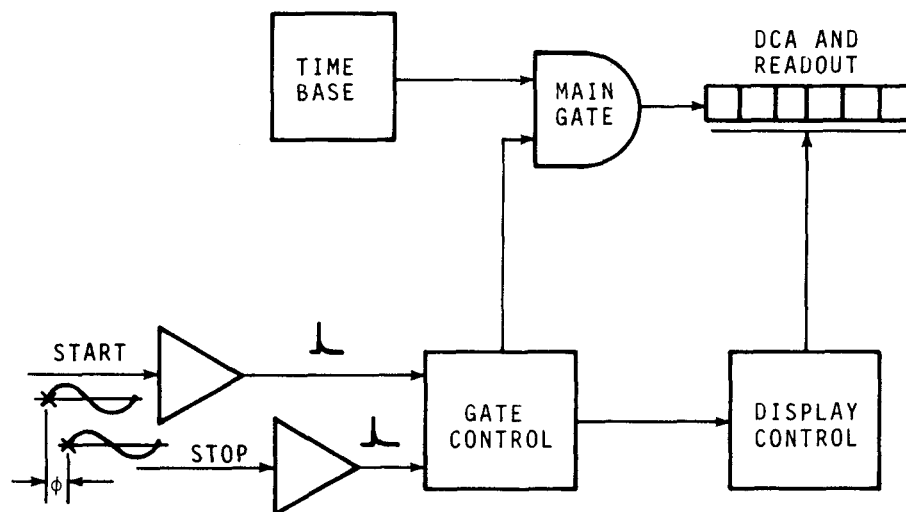 TIME
BASE
MAIN
GATE
DCA AND
READOUT
START
STOP
ϕ
GATE
CONTROL
DISPLAY
CONTROL